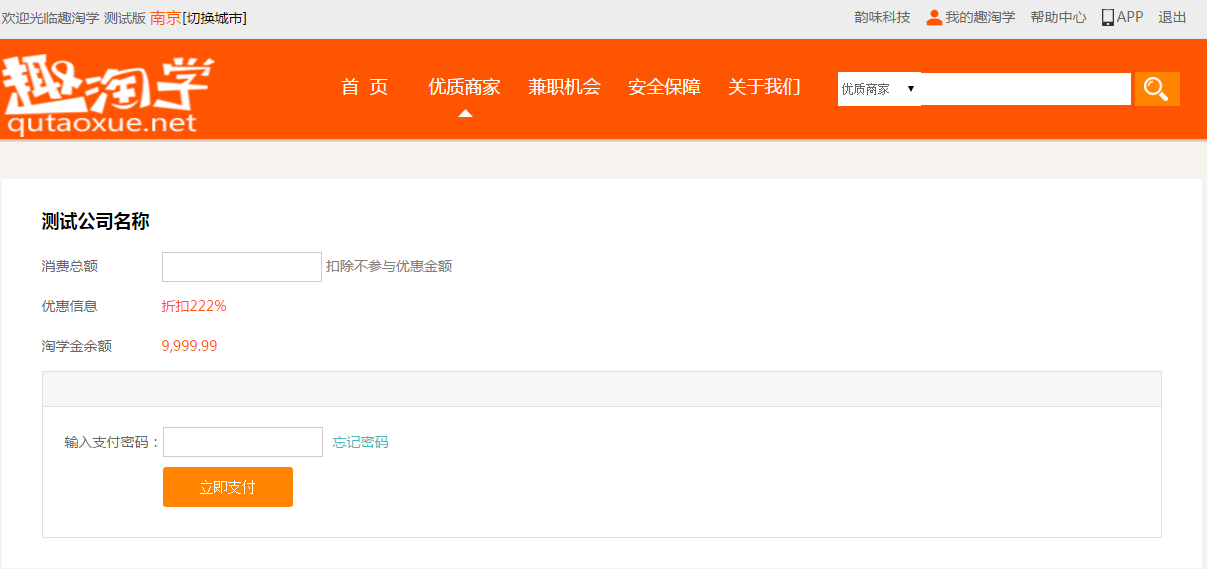 欢迎光临趣淘学 测试版 南京[切换城市] 韵味科技 我的趣淘学 帮助中心 APP 退出
趣淘学
qutaoxue.net
首 页 优质商家 兼职机会 安全保障 关于我们 优质商家
测试公司名称
消费总额 扣除不参与优惠金额
优惠信息 折扣222%
淘学金余额 9,999.99
输入支付密码： 忘记密码
立即支付